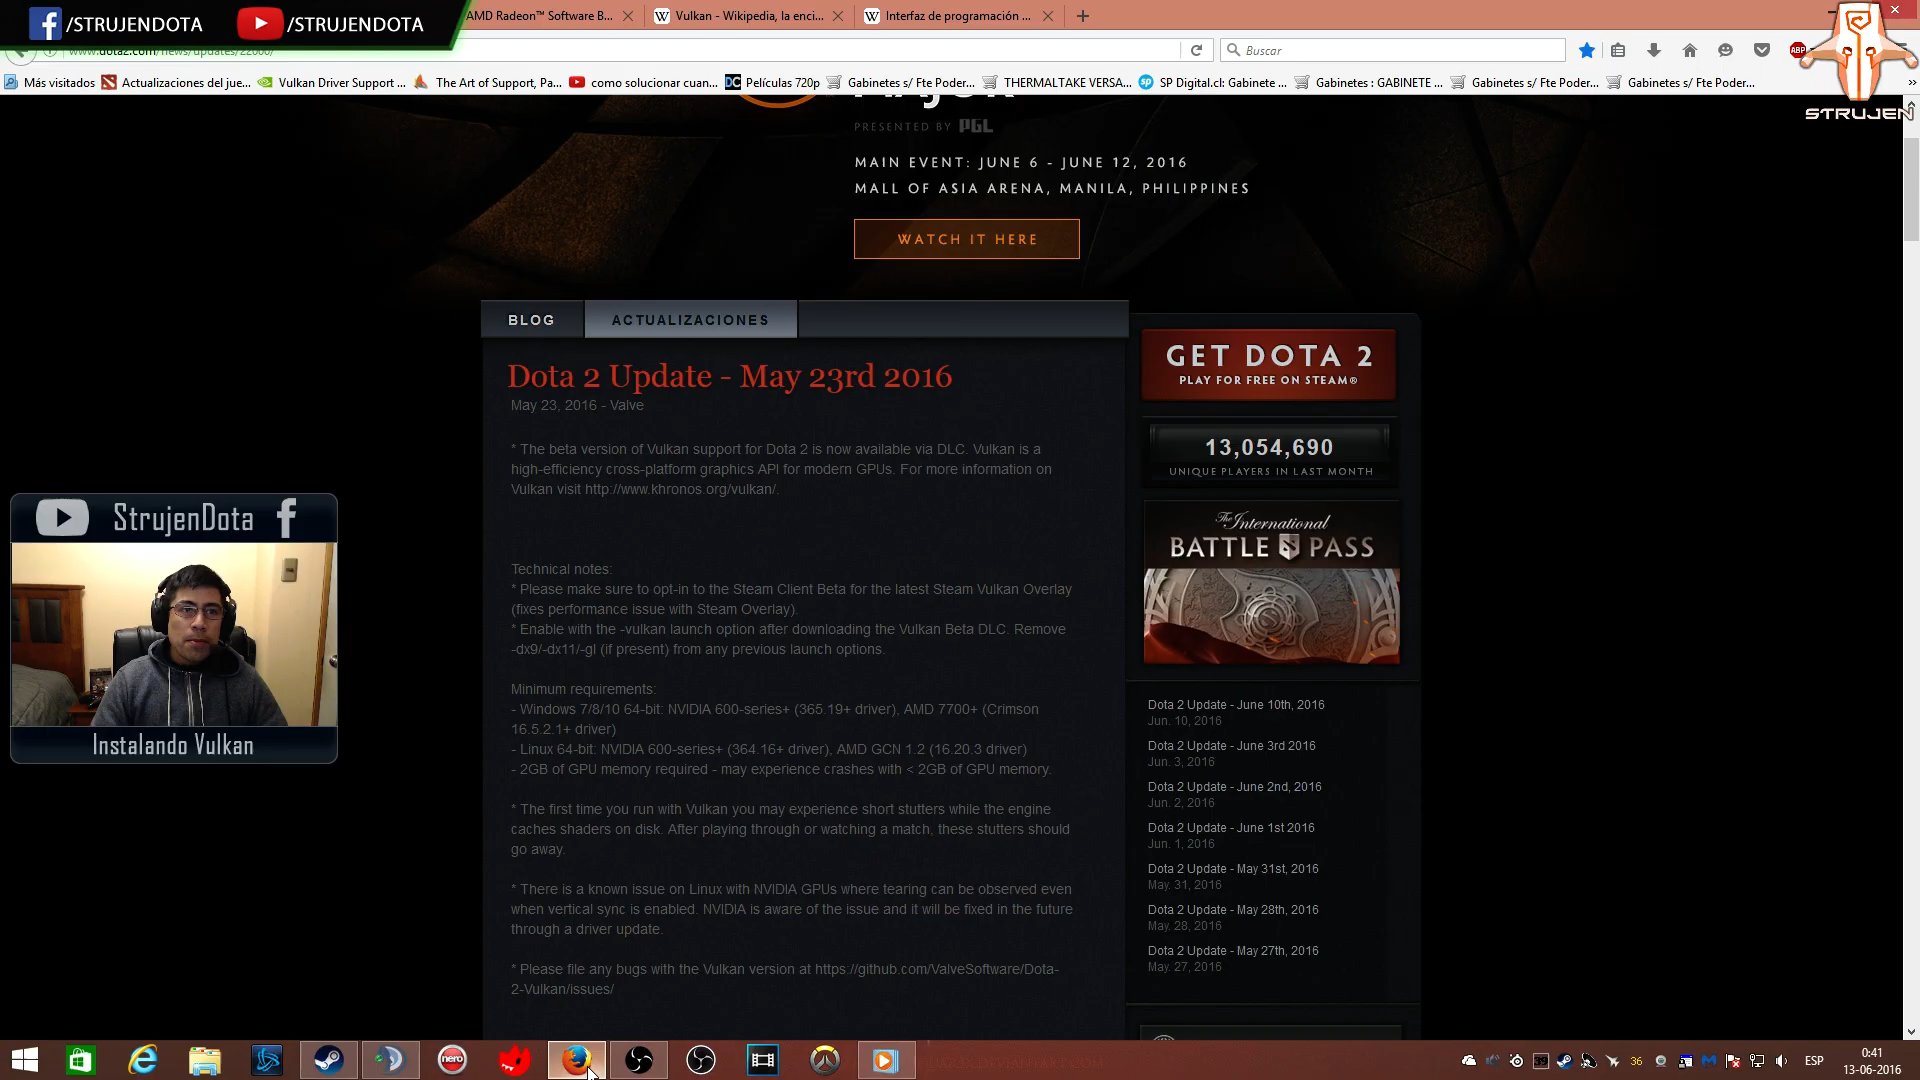 /STRUJENDOTA
/STRUJENDOTA
AMD Radeon™ Software B...
Vulkan - Wikipedia, la enci...
Interfaz de programación ...
www.dota2.com/news/updates/22000/
Buscar
ABP
Más visitados
Actualizaciones del jue...
Vulkan Driver Support ...
The Art of Support, Pa...
como solucionar cuan...
DC Películas 720p
Gabinetes s/ Fte Poder...
THERMALTAKE VERSA...
sp SP Digital.cl: Gabinete ...
Gabinetes : GABINETE ...
Gabinetes s/ Fte Poder...
Gabinetes s/ Fte Poder...
STRUJEN
MAJOR
PRESENTED BY PGL
MAIN EVENT: JUNE 6 - JUNE 12, 2016
MALL OF ASIA ARENA, MANILA, PHILIPPINES
WATCH IT HERE
BLOG
ACTUALIZACIONES
Dota 2 Update - May 23rd 2016
May 23, 2016 - Valve
* The beta version of Vulkan support for Dota 2 is now available via DLC. Vulkan is a
high-efficiency cross-platform graphics API for modern GPUs. For more information on
Vulkan visit http://www.khronos.org/vulkan/.
Technical notes:
* Please make sure to opt-in to the Steam Client Beta for the latest Steam Vulkan Overlay
(fixes performance issue with Steam Overlay).
* Enable with the -vulkan launch option after downloading the Vulkan Beta DLC. Remove
-dx9/-dx11/-gl (if present) from any previous launch options.
Minimum requirements:
- Windows 7/8/10 64-bit: NVIDIA 600-series+ (365.19+ driver), AMD 7700+ (Crimson
16.5.2.1+ driver)
- Linux 64-bit: NVIDIA 600-series+ (364.16+ driver), AMD GCN 1.2 (16.20.3 driver)
- 2GB of GPU memory required - may experience crashes with < 2GB of GPU memory.
* The first time you run with Vulkan you may experience short stutters while the engine
caches shaders on disk. After playing through or watching a match, these stutters should
go away.
* There is a known issue on Linux with NVIDIA GPUs where tearing can be observed even
when vertical sync is enabled. NVIDIA is aware of the issue and it will be fixed in the future
through a driver update.
* Please file any bugs with the Vulkan version at https://github.com/ValveSoftware/Dota-
2-Vulkan/issues/
GET DOTA 2
PLAY FOR FREE ON STEAM®
13,054,690
UNIQUE PLAYERS IN LAST MONTH
The International
BATTLE PASS
Dota 2 Update - June 10th, 2016
Jun. 10, 2016
Dota 2 Update - June 3rd 2016
Jun. 3, 2016
Dota 2 Update - June 2nd, 2016
Jun. 2, 2016
Dota 2 Update - June 1st 2016
Jun. 1, 2016
Dota 2 Update - May 31st, 2016
May. 31, 2016
Dota 2 Update - May 28th, 2016
May. 28, 2016
Dota 2 Update - May 27th, 2016
May. 27, 2016
StrujenDota
Instalando Vulkan
nero
36
ESP
0:41
13-06-2016